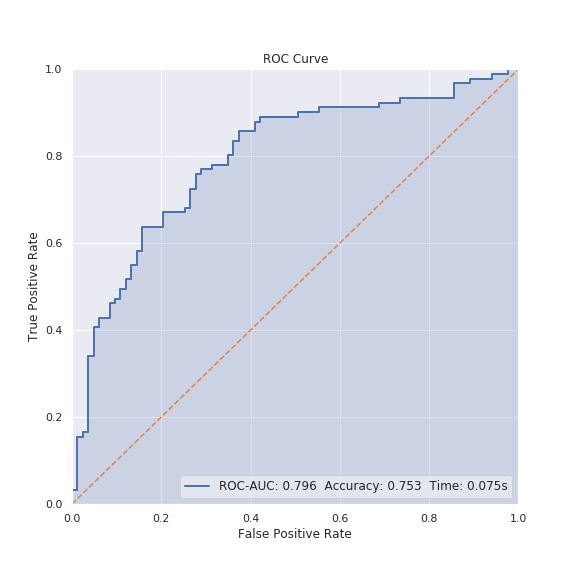 ROC Curve
1.0
0.8
0.6
0.4
0.2
0.0
True Positive Rate
ROC-AUC: 0.796  Accuracy: 0.753  Time: 0.075s
0.0 0.2 0.4 0.6 0.8 1.0
False Positive Rate